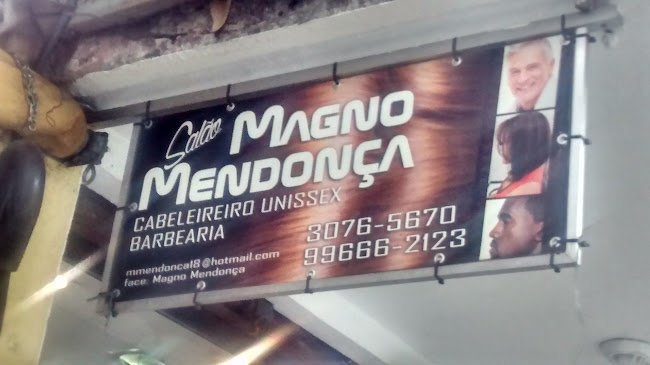 Salão MAGNO
MENDONÇA
CABELEIREIRO UNISSEX
BARBEARIA
3076-5670
99666-2123
mmendonca18@hotmail.com
face: Magno Mendonça